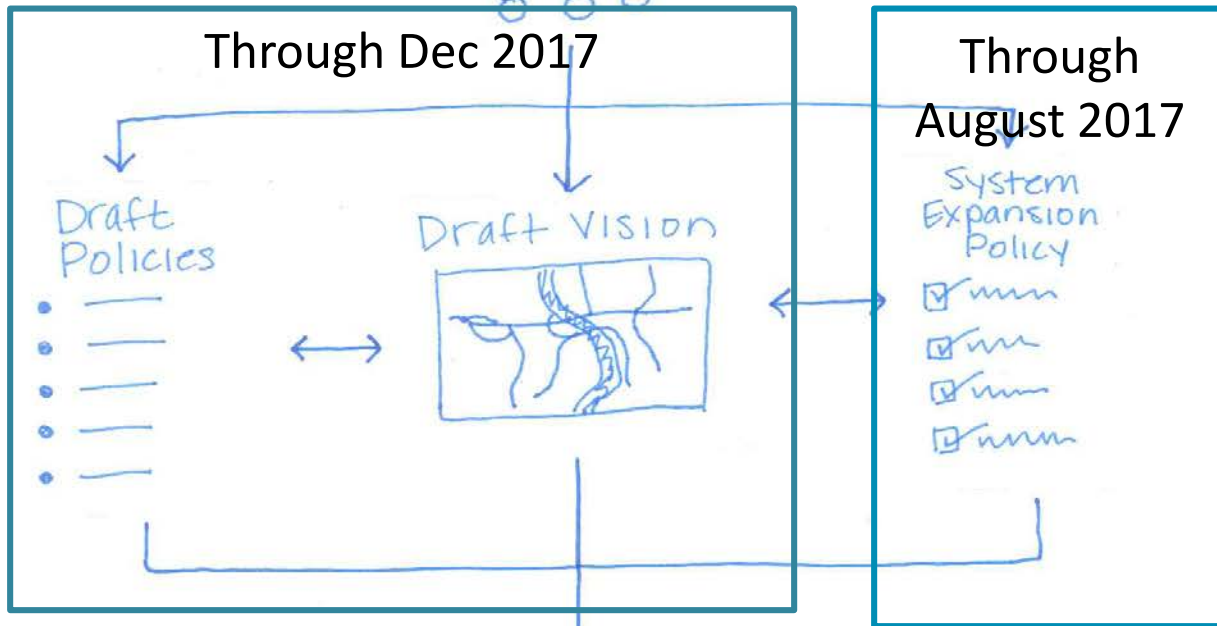 Through Dec 2017
Through
August 2017
Draft
Policies
Draft Vision
System
Expansion
Policy